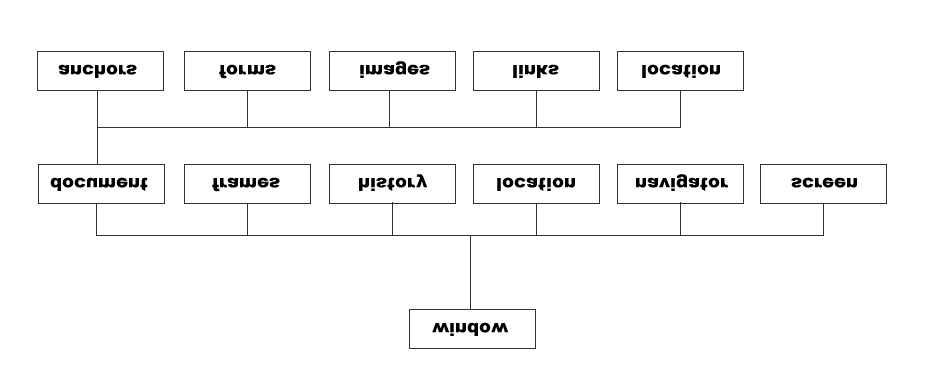 anchors forms images links location
document frames history location navigator screen
window